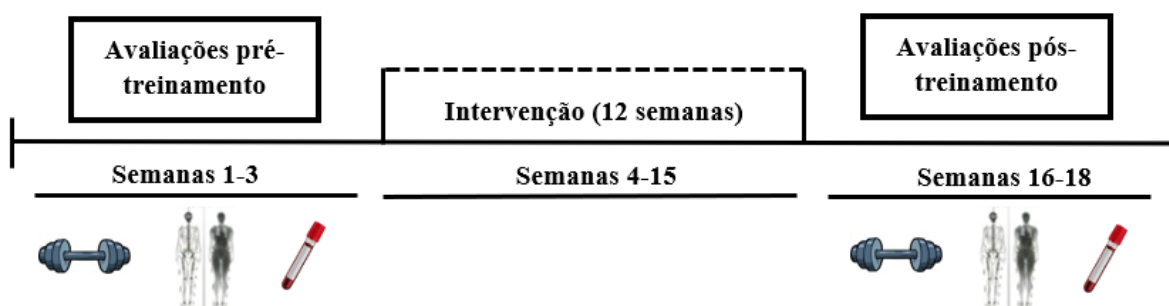 Avaliações pré-
treinamento
Intervenção (12 semanas)
Avaliações pós-
treinamento
Semanas 1-3
Semanas 4-15
Semanas 16-18